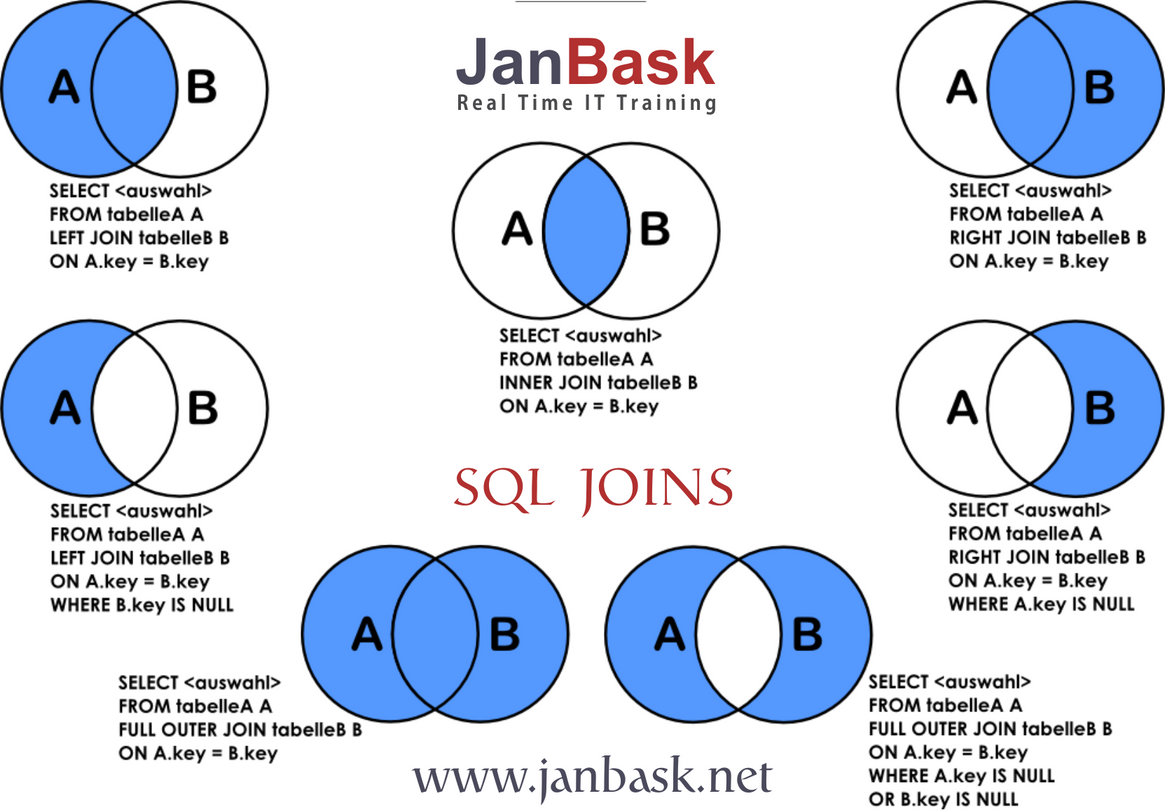 A B
SELECT <auswahl>
FROM tabelleA A
LEFT JOIN tabelleB B
ON A.key = B.key
JanBask
Real Time IT Training
A B
SELECT <auswahl>
FROM tabelleA A
INNER JOIN tabelleB B
ON A.key = B.key
A B
SELECT <auswahl>
FROM tabelleA A
RIGHT JOIN tabelleB B
ON A.key = B.key
A B
SELECT <auswahl>
FROM tabelleA A
LEFT JOIN tabelleB B
ON A.key = B.key
WHERE B.key IS NULL
SQL JOINS
A B
SELECT <auswahl>
FROM tabelleA A
RIGHT JOIN tabelleB B
ON A.key = B.key
WHERE A.key IS NULL
A B
SELECT <auswahl>
FROM tabelleA A
FULL OUTER JOIN tabelleB B
ON A.key = B.key
A B
SELECT <auswahl>
FROM tabelleA A
FULL OUTER JOIN tabelleB B
ON A.key = B.key
WHERE A.key IS NULL
OR B.key IS NULL
www.janbask.net